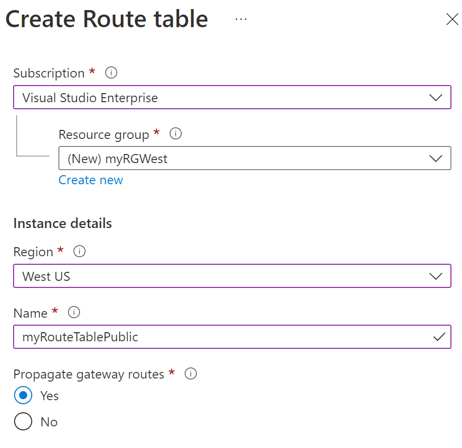 Create Route table ...
Subscription *
Visual Studio Enterprise
Resource group *
(New) myRGWest
Create new
Instance details
Region *
West US
Name *
myRouteTablePublic
Propagate gateway routes *
Yes
No